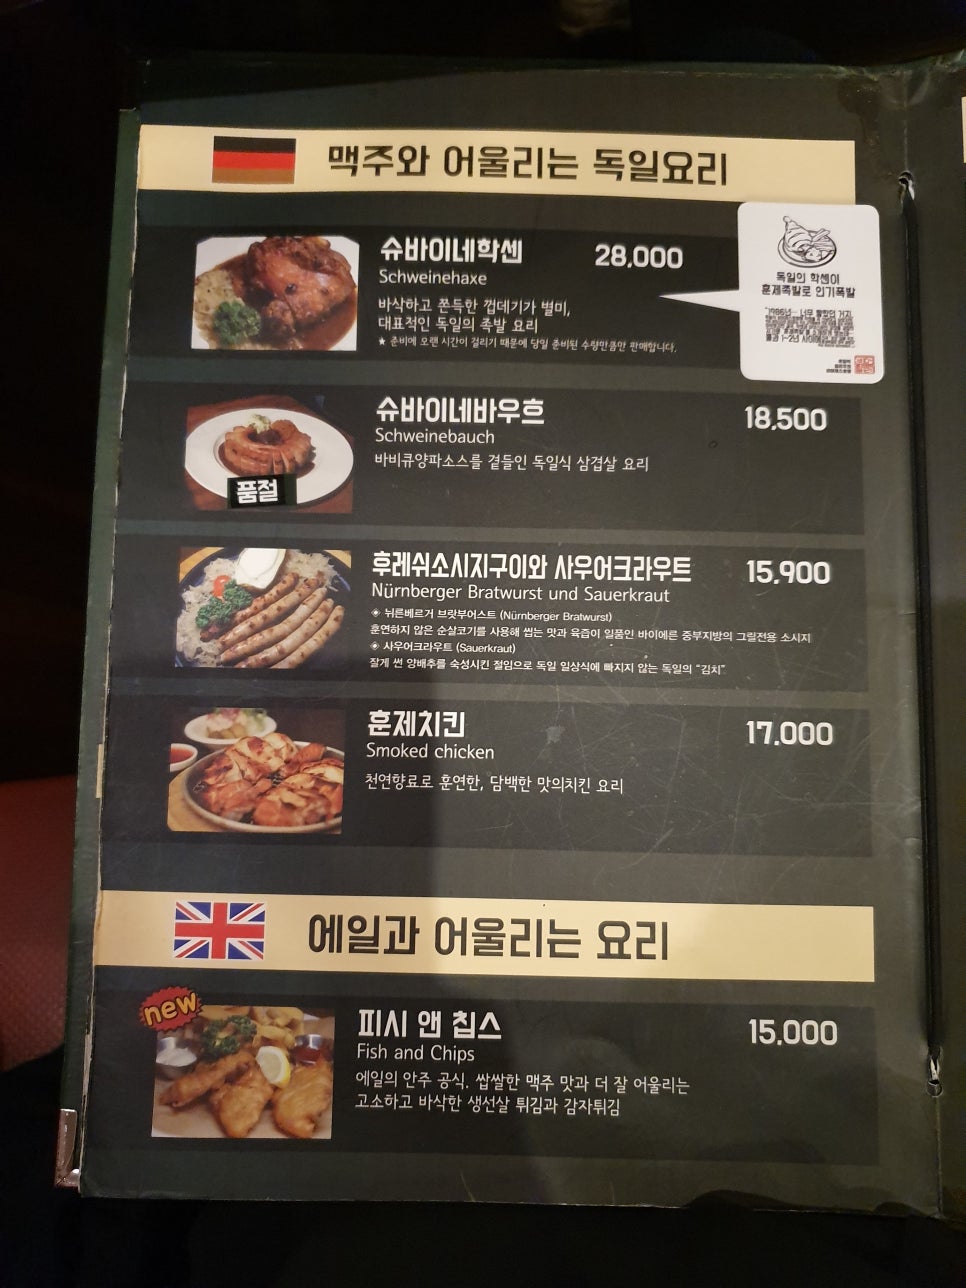 맥주와 어울리는 독일요리
슈바이네학센 28,000
Schweinehaxe
바삭하고 쫀득한 껍데기가 별미,
대표적인 독일의 족발 요리
★ 준비에 오랜 시간이 걸리기 때문에 당일 준비된 수량만큼만 판매합니다.
독일의 학센이
훈제족발로 인기폭발
슈바이네바우흐 18,500
Schweinebauch
바비큐양파소스를 곁들인 독일식 삼겹살 요리
품절
후레쉬소시지구이와 사우어크라우트 15,900
Nürnberger Bratwurst und Sauerkraut
◈ 뉘른베르거 브랏부어스트 (Nürnberger Bratwurst)
훈연하지 않은 순살코기를 사용해 씹는 맛과 육즙이 일품인 바이에른 중부지방의 그릴전용 소시지
◈ 사우어크라우트 (Sauerkraut)
잘게 썬 양배추를 숙성시킨 절임으로 독일 일상식에 빠지지 않는 독일의 "김치"
훈제치킨 17,000
Smoked chicken
천연향료로 훈연한, 담백한 맛의치킨 요리
에일과 어울리는 요리
new
피시 앤 칩스 15,000
Fish and Chips
에일의 안주 공식. 쌉쌀한 맥주 맛과 더 잘 어울리는
고소하고 바삭한 생선살 튀김과 감자튀김